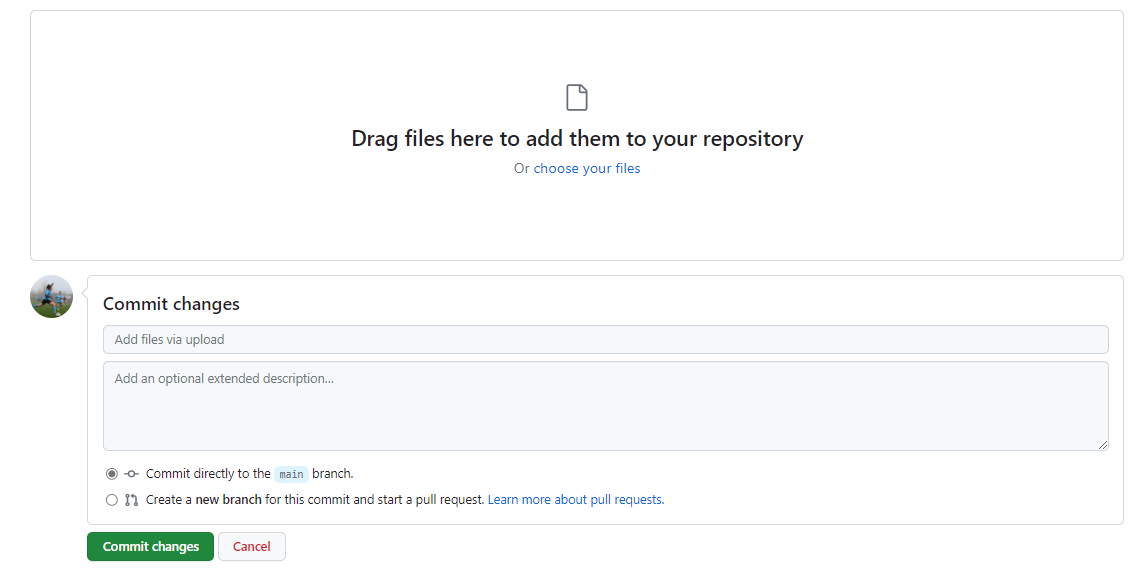 Drag files here to add them to your repository
Or choose your files
Commit changes
Add files via upload
Add an optional extended description...
Commit directly to the main branch.
Create a new branch for this commit and start a pull request. Learn more about pull requests.
Commit changes Cancel